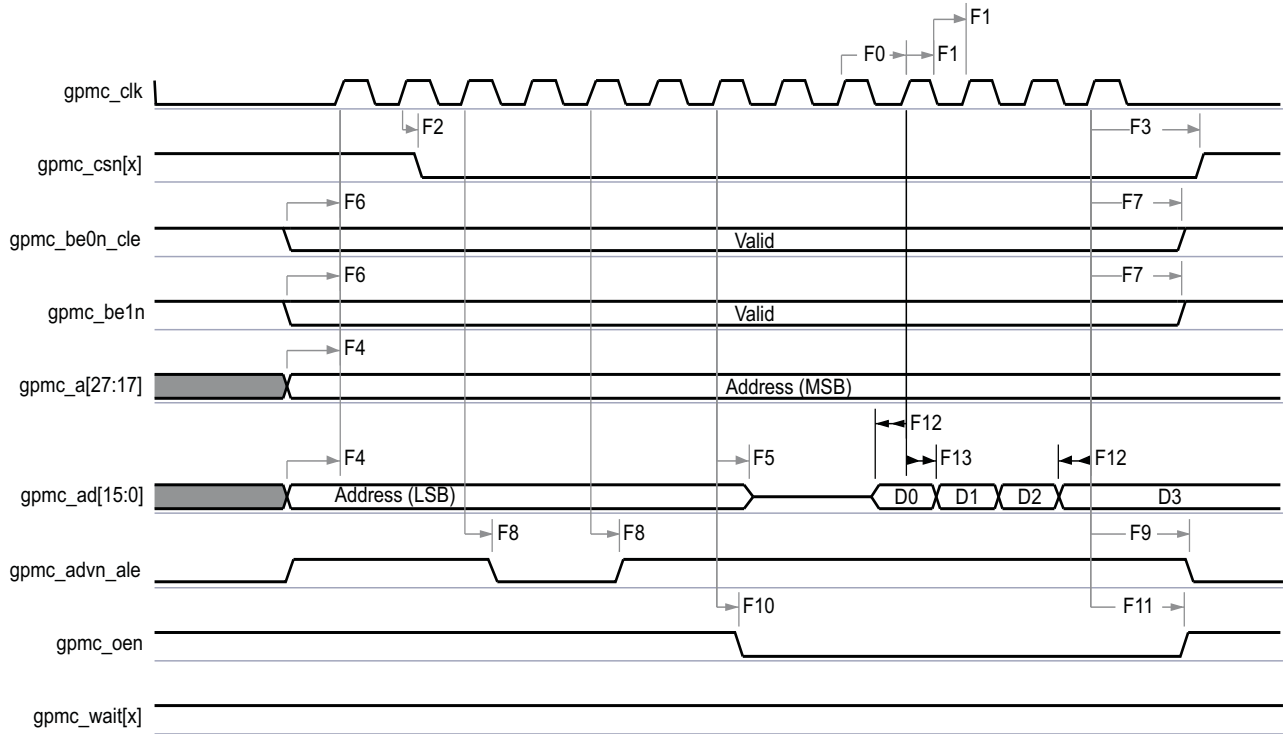 F1
F0 F1
gpmc_clk
F2 F3
gpmc_csn[x]
F6 F7
gpmc_be0n_cle Valid
F6 F7
gpmc_be1n Valid
F4
gpmc_a[27:17] Address (MSB)
F12
F4 F5 F13 F12
gpmc_ad[15:0] Address (LSB) D0 D1 D2 D3
F8 F8 F9
gpmc_advn_ale
F10 F11
gpmc_oen
gpmc_wait[x]